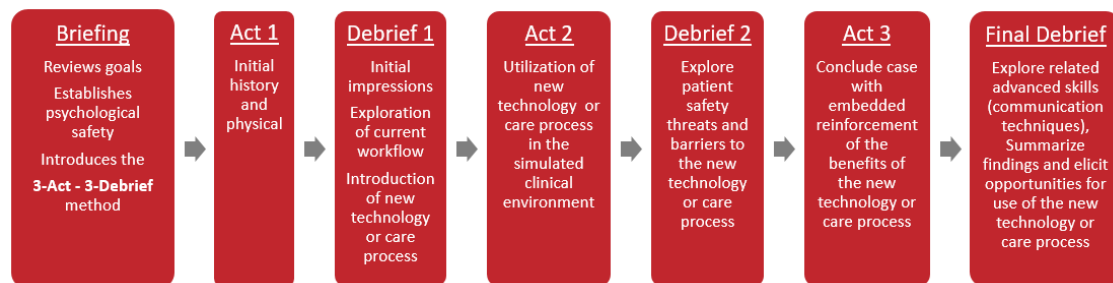 Briefing
Reviews goals
Establishes
psychological
safety
Introduces the
3-Act - 3-Debrief
method
Act 1
Initial
history
and
physical
Debrief 1
Initial
impressions
Exploration
of current
workflow
Introduction
of new
technology
or care
process
Act 2
Utilization of
new
technology or
care process
in the
simulated
clinical
environment
Debrief 2
Explore
patient
safety
threats and
barriers to
the new
technology
or care
process
Act 3
Conclude case
with
embedded
reinforcement
of the
benefits of
the new
technology or
care process
Final Debrief
Explore related
advanced skills
(communication
techniques),
Summarize
findings and elicit
opportunities for
use of the new
technology or
care process